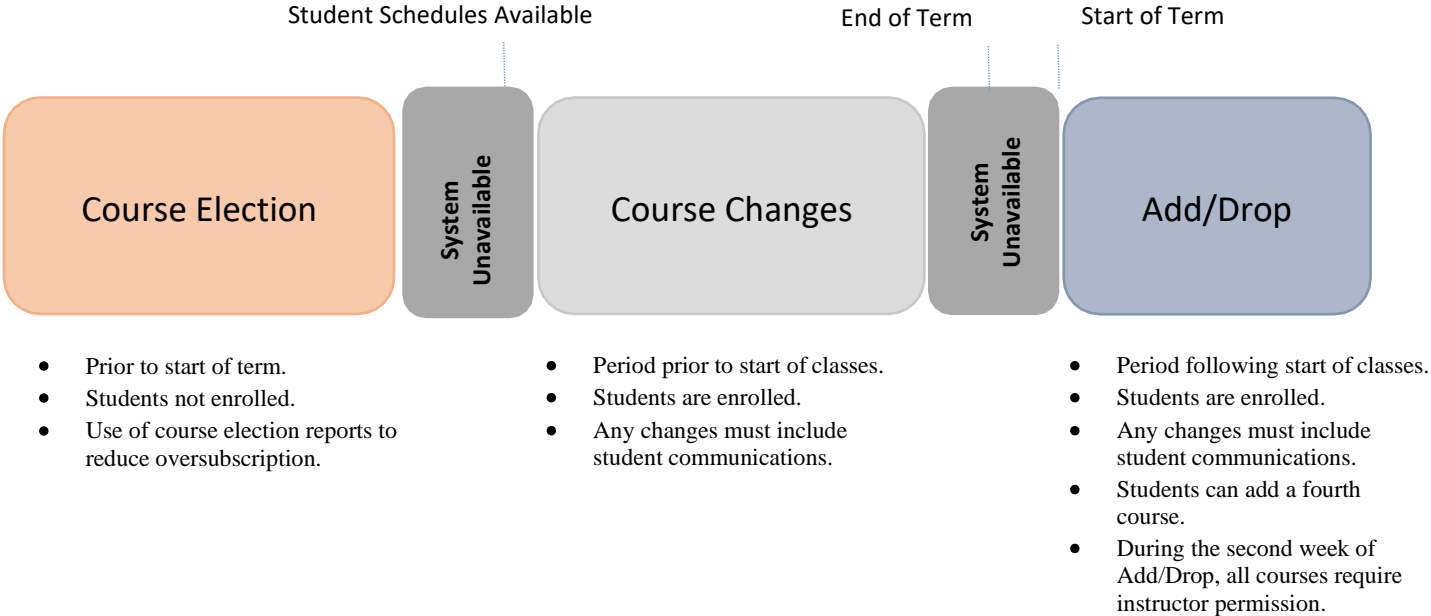 Student Schedules Available
End of Term
Start of Term
Course Election
System
Unavailable
Course Changes
System
Unavailable
Add/Drop
• Prior to start of term.
• Students not enrolled.
• Use of course election reports to
reduce oversubscription.
• Period prior to start of classes.
• Students are enrolled.
• Any changes must include
student communications.
• Period following start of classes.
• Students are enrolled.
• Any changes must include
student communications.
• Students can add a fourth
course.
• During the second week of
Add/Drop, all courses require
instructor permission.